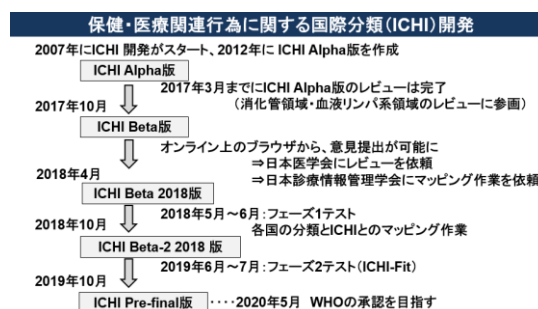 保健・医療関連行為に関する国際分類（ICHI）開発
2007年にICHI 開発がスタート、2012年に ICHI Alpha版を作成
ICHI Alpha版
2017年3月までにICHI Alpha版のレビューは完了
（消化管領域・血液リンパ系領域のレビューに参画）
2017年10月
ICHI Beta版
オンライン上のブラウザから、意見提出が可能に
⇒日本医学会にレビューを依頼
⇒日本診療情報管理学会にマッピング作業を依頼
2018年4月
ICHI Beta 2018版
2018年5月～6月：フェーズ1テスト
各国の分類とICHIとのマッピング作業
2018年10月
ICHI Beta-2 2018 版
2019年6月～7月：フェーズ2テスト（ICHI-Fit）
2019年10月
ICHI Pre-final版 ････2020年5月 WHOの承認を目指す